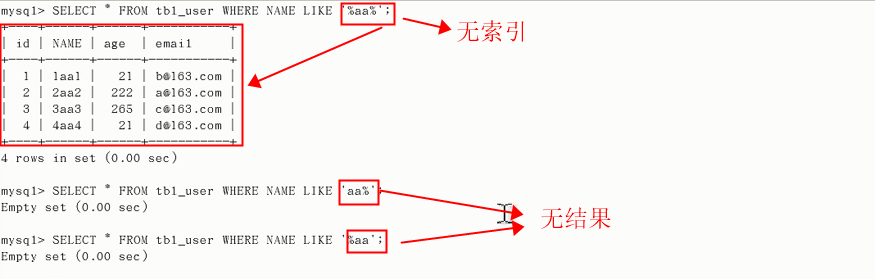 mysql> SELECT * FROM tbl_user WHERE NAME LIKE '%aa%';
无索引
+----+------+------+-----------+
| id | NAME | age | email |
+----+------+------+-----------+
| 1 | 1aa1 | 21 | b@163.com |
| 2 | 2aa2 | 222 | a@163.com |
| 3 | 3aa3 | 265 | c@163.com |
| 4 | 4aa4 | 21 | d@163.com |
+----+------+------+-----------+
4 rows in set (0.00 sec)
mysql> SELECT * FROM tbl_user WHERE NAME LIKE 'aa%';
Empty set (0.00 sec)
无结果
mysql> SELECT * FROM tbl_user WHERE NAME LIKE '%aa';
Empty set (0.00 sec)